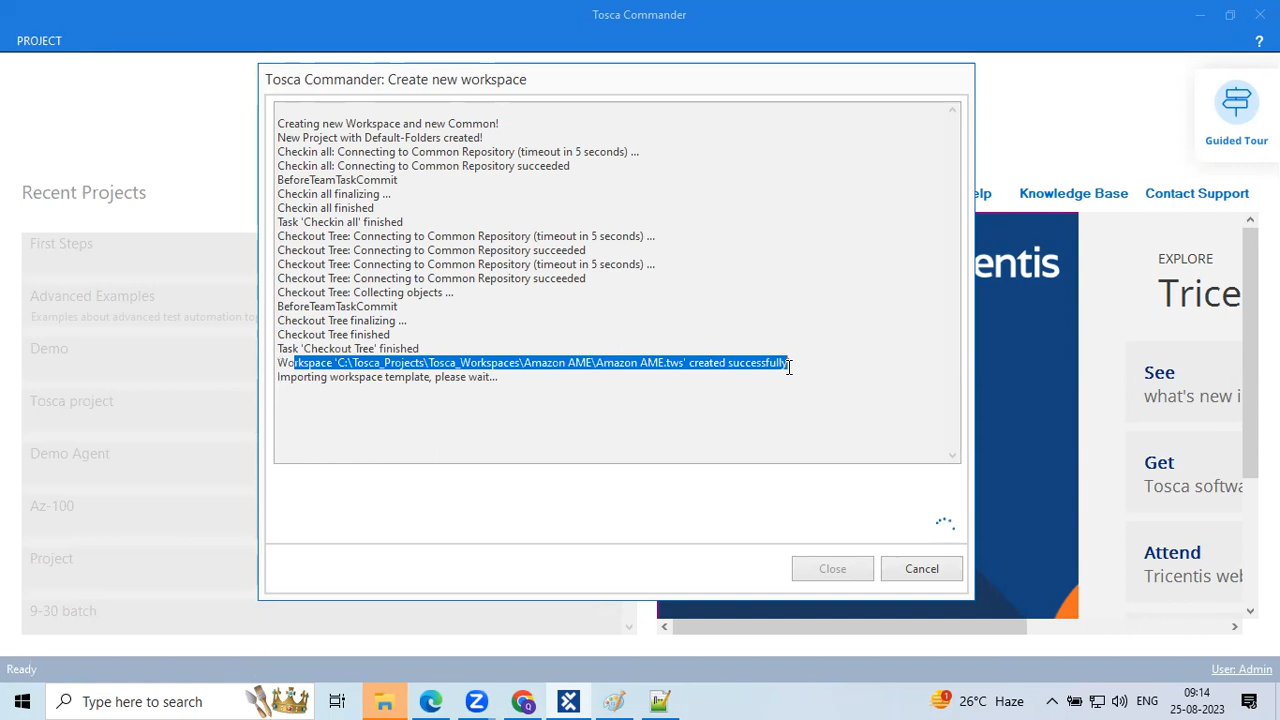 Tosca Commander
PROJECT
?
Tosca Commander: Create new workspace
Creating new Workspace and new Common!
New Project with Default-Folders created!
Checkin all: Connecting to Common Repository (timeout in 5 seconds) ...
Checkin all: Connecting to Common Repository succeeded
BeforeTeamTaskCommit
Checkin all finalizing ...
Checkin all finished
Task 'Checkin all' finished
Checkout Tree: Connecting to Common Repository (timeout in 5 seconds) ...
Checkout Tree: Connecting to Common Repository succeeded
Checkout Tree: Connecting to Common Repository (timeout in 5 seconds) ...
Checkout Tree: Connecting to Common Repository succeeded
Checkout Tree: Collecting objects ...
BeforeTeamTaskCommit
Checkout Tree finalizing ...
Checkout Tree finished
Task 'Checkout Tree' finished
Workspace 'C:\Tosca_Projects\Tosca_Workspaces\Amazon AME\Amazon AME.tws' created successfully
Importing workspace template, please wait...
Close
Cancel
Guided Tour
Recent Projects
First Steps
Advanced Examples
Examples about advanced test automation to
Demo
Tosca project
Demo Agent
Az-100
Project
9-30 batch
elp
Knowledge Base
Contact Support
entis
EXPLORE
Trice
See
what's new i
Get
Tosca softw
Attend
Tricentis wel
Ready
User: Admin
Type here to search
26°C Haze
09:14
25-08-2023